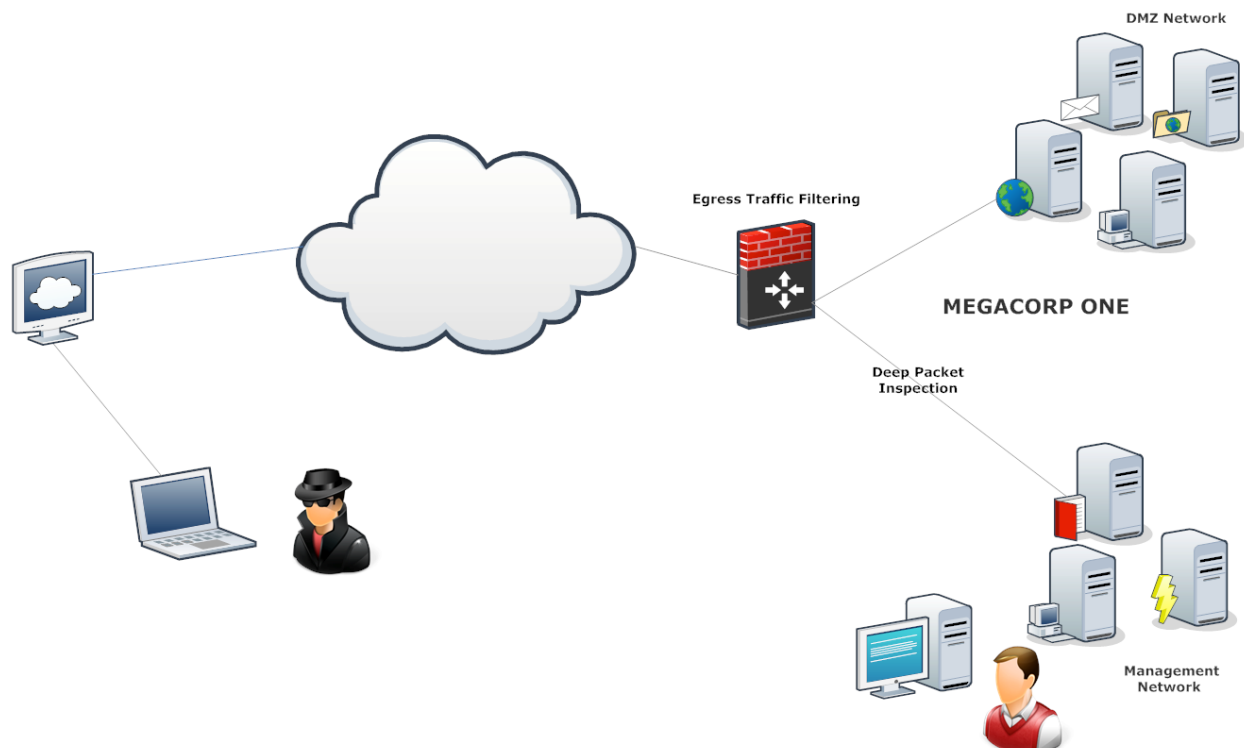 DMZ Network
Egress Traffic Filtering
MEGACORP ONE
Deep Packet
Inspection
Management
Network